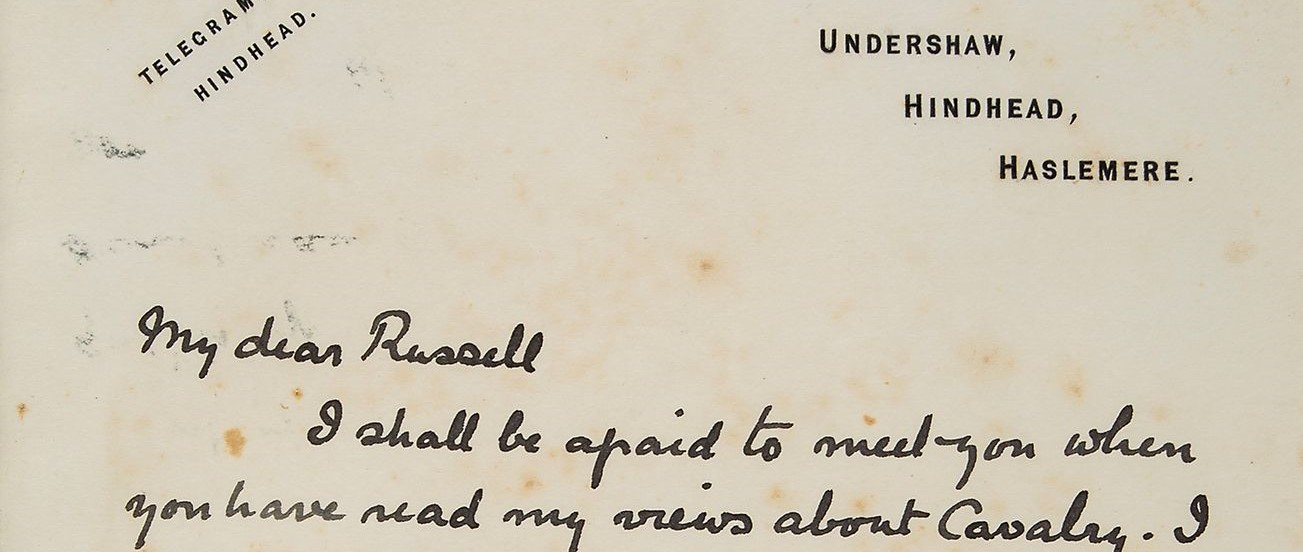 TELEGRAM
HINDHEAD.
UNDERSHAW,
HINDHEAD,
HASLEMERE.
My dear Russell
I shall be afraid to meet you when
you have read my views about Cavalry. I